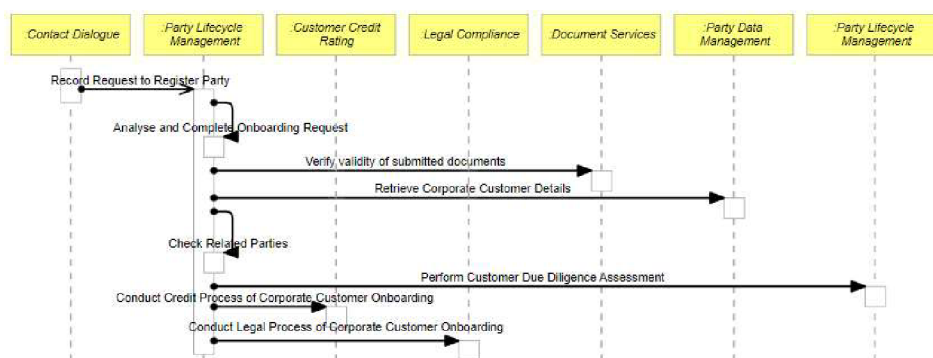 :Contact Dialogue
:Party Lifecycle
Management
:Customer Credit
Rating
:Legal Compliance
:Document Services
:Party Data
Management
:Party Lifecycle
Management
Record Request to Register Party
Analyse and Complete Onboarding Request
Verify validity of submitted documents
Retrieve Corporate Customer Details
Check Related Parties
Perform Customer Due Diligence Assessment
Conduct Credit Process of Corporate Customer Onboarding
Conduct Legal Process of Corporate Customer Onboarding